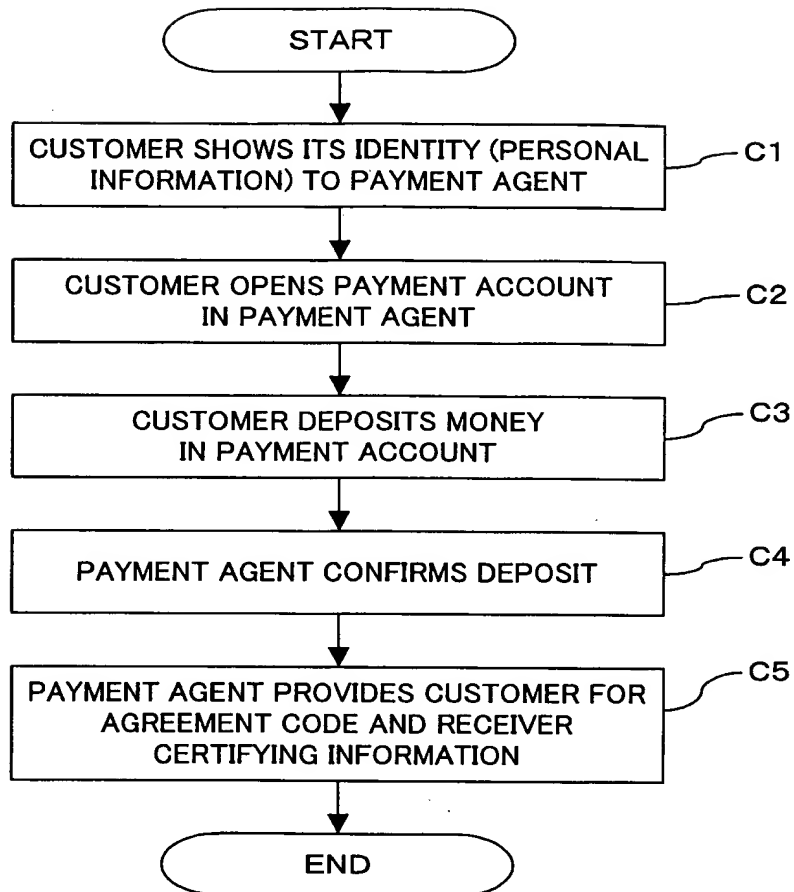 START
CUSTOMER SHOWS ITS IDENTITY (PERSONAL
INFORMATION) TO PAYMENT AGENT
C1
CUSTOMER OPENS PAYMENT ACCOUNT
IN PAYMENT AGENT
C2
CUSTOMER DEPOSITS MONEY
IN PAYMENT ACCOUNT
C3
PAYMENT AGENT CONFIRMS DEPOSIT
C4
PAYMENT AGENT PROVIDES CUSTOMER FOR
AGREEMENT CODE AND RECEIVER
CERTIFYING INFORMATION
C5
END